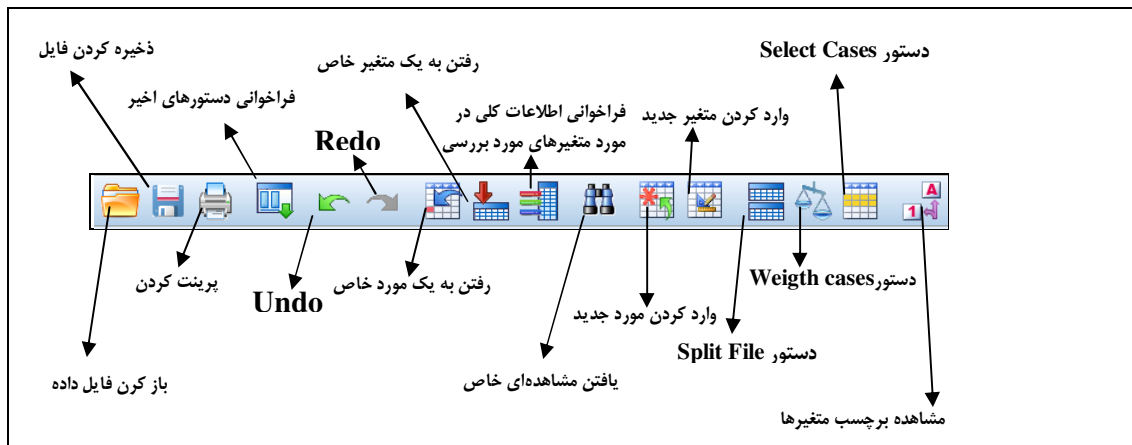 دستور Select Cases
ذخیره کردن فایل
رفتن به یک متغیر خاص
فراخوانی دستورهای اخیر
فراخوانی اطلاعات کلی در
مورد متغیرهای مورد بررسی
وارد کردن متغیر جدید
Redo
A
1
پرینت کردن
Undo
رفتن به یک مورد خاص
وارد کردن مورد جدید
دستورWeigth cases
دستور Split File
باز کرن فایل داده
یافتن مشاهده‌ای خاص
مشاهده برچسب متغیرها